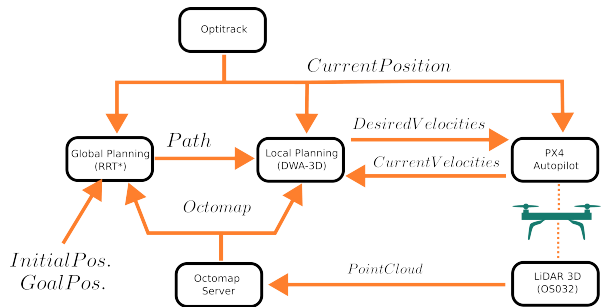 Optitrack
CurrentPosition
DesiredVelocities
Path
Global Planning
(RRT*)
Local Planning
(DWA-3D)
PX4
Autopilot
CurrentVelocities
Octomap
InitialPos.
GoalPos.
Octomap
Server
PointCloud
LiDAR 3D
(OS032)